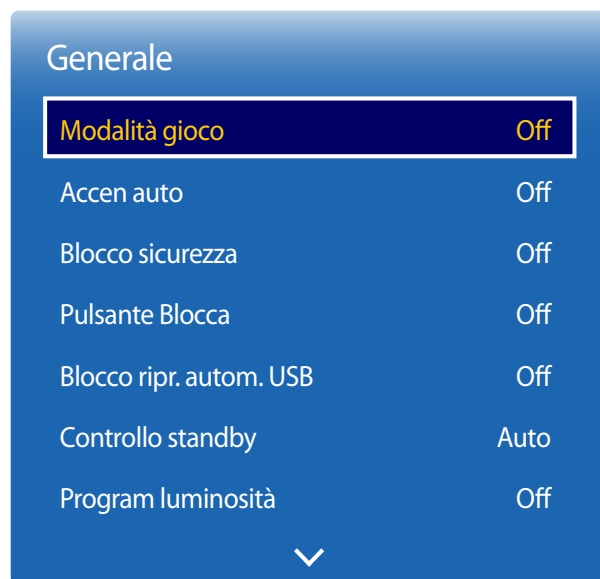 Generale
Modalità gioco Off
Accen auto Off
Blocco sicurezza Off
Pulsante Blocca Off
Blocco ripr. autom. USB Off
Controllo standby Auto
Program luminosità Off